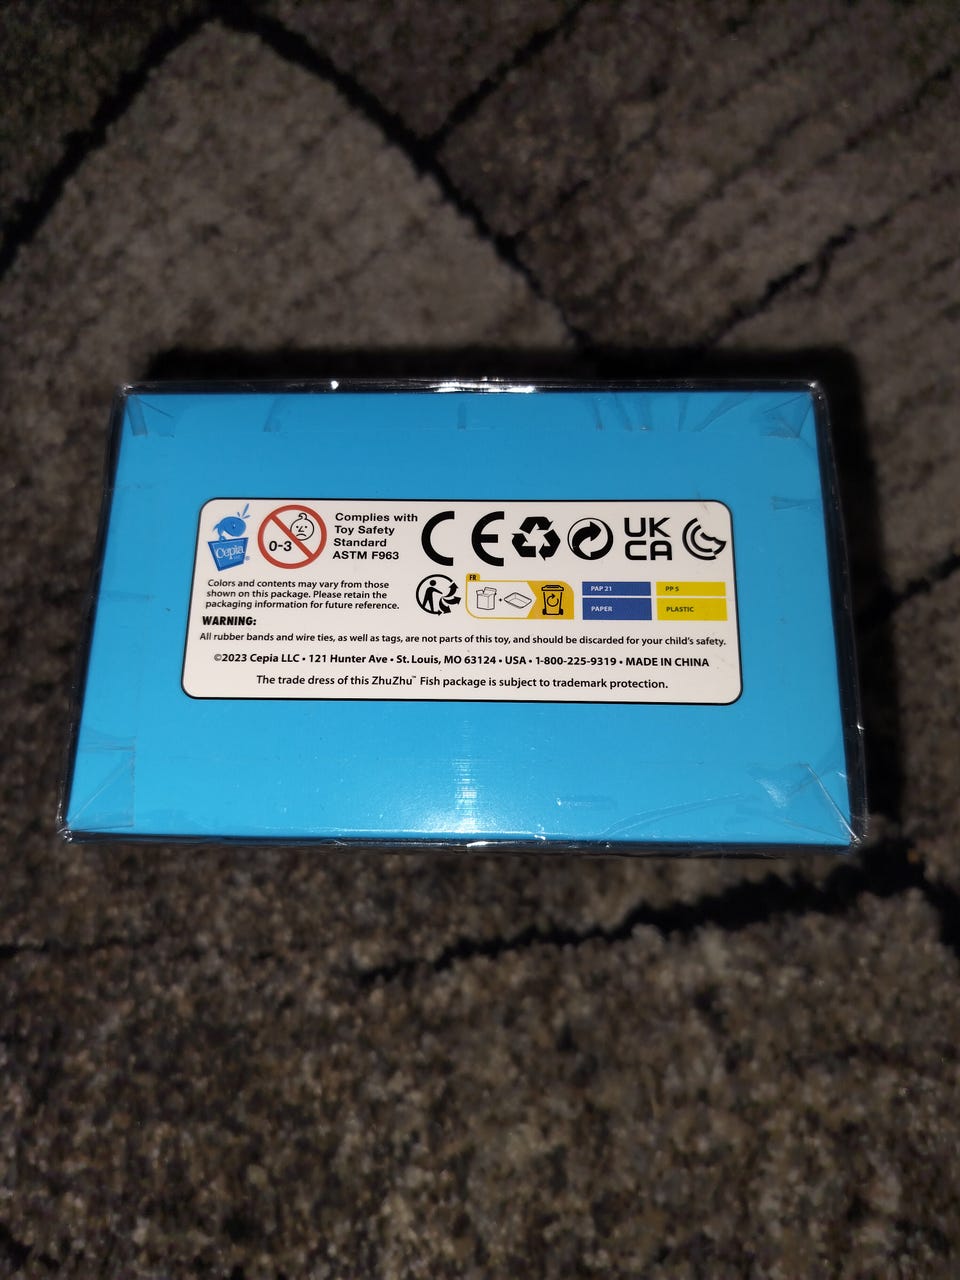 Cepia
0-3
Complies with
Toy Safety
Standard
ASTM F963
CE
UK
CA
Colors and contents may vary from those
shown on this package. Please retain the
packaging information for future reference.
FR
PAP 21
PAPER
PP 5
PLASTIC
WARNING:
All rubber bands and wire ties, as well as tags, are not parts of this toy, and should be discarded for your child's safety.
©2023 Cepia LLC • 121 Hunter Ave • St. Louis, MO 63124 • USA • 1-800-225-9319 • MADE IN CHINA
The trade dress of this ZhuZhu™ Fish package is subject to trademark protection.